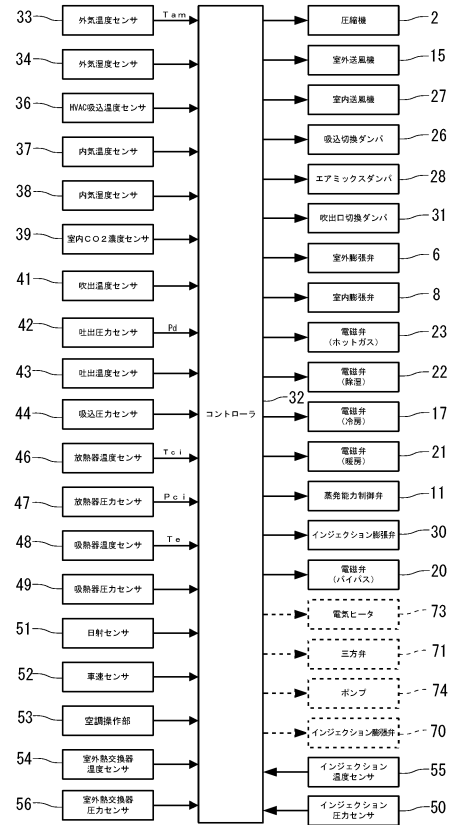 33 外気温度センサ Tam
34 外気湿度センサ
36 HVAC吸込温度センサ
37 内気温度センサ
38 内気湿度センサ
39 室内CO2濃度センサ
41 吹出温度センサ
42 吐出圧力センサ Pd
43 吐出温度センサ
44 吸込圧力センサ
46 放熱器温度センサ Tci
47 放熱器圧力センサ Pci
48 吸熱器温度センサ Te
49 吸熱器圧力センサ
51 日射センサ
52 車速センサ
53 空調操作部
54 室外熱交換器
温度センサ
56 室外熱交換器
圧力センサ
コントローラ 32
圧縮機 2
室外送風機 15
室内送風機 27
吸込切換ダンパ 26
エアミックスダンパ 28
吹出口切換ダンパ 31
室外膨張弁 6
室内膨張弁 8
電磁弁
(ホットガス) 23
電磁弁
(除湿) 22
電磁弁
(冷房) 17
電磁弁
(暖房) 21
蒸発能力制御弁 11
インジェクション膨張弁 30
電磁弁
(バイパス) 20
電気ヒータ 73
三方弁 71
ポンプ 74
インジェクション膨張弁 70
インジェクション
温度センサ 55
インジェクション
圧力センサ 50